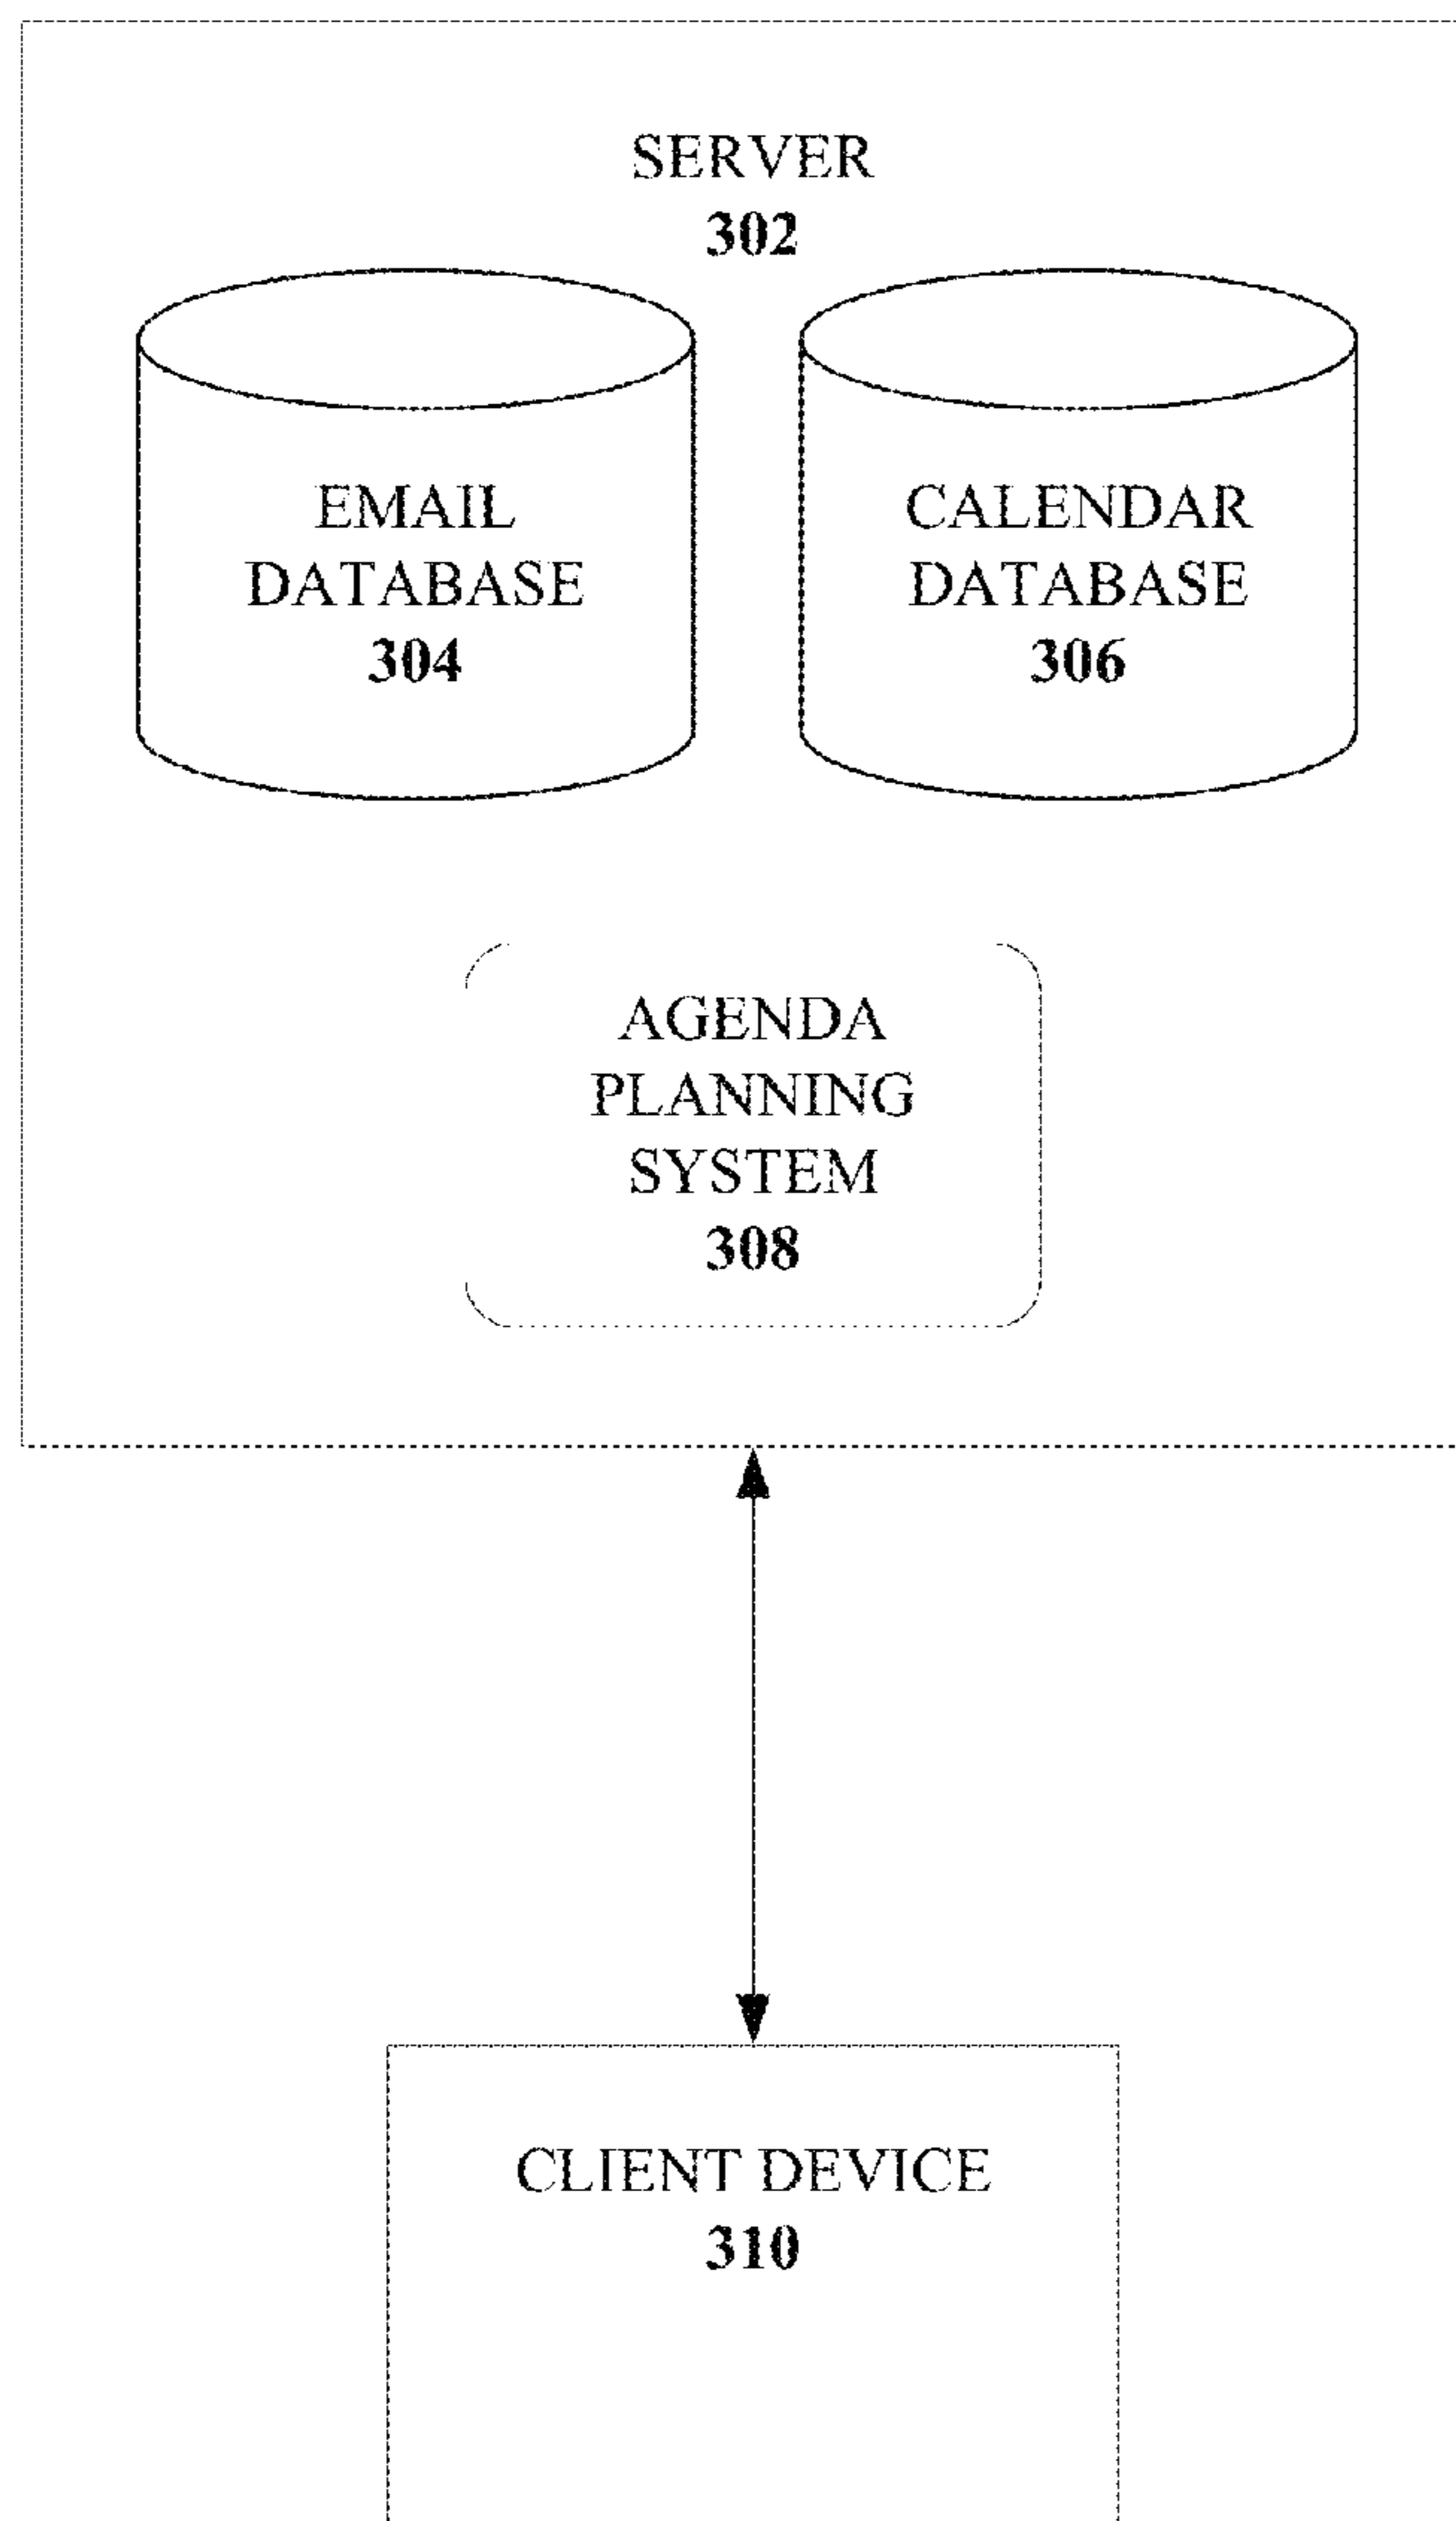 SERVER
302
EMAIL
DATABASE
304
CALENDAR
DATABASE
306
AGENDA
PLANNING
SYSTEM
308
CLIENT DEVICE
310